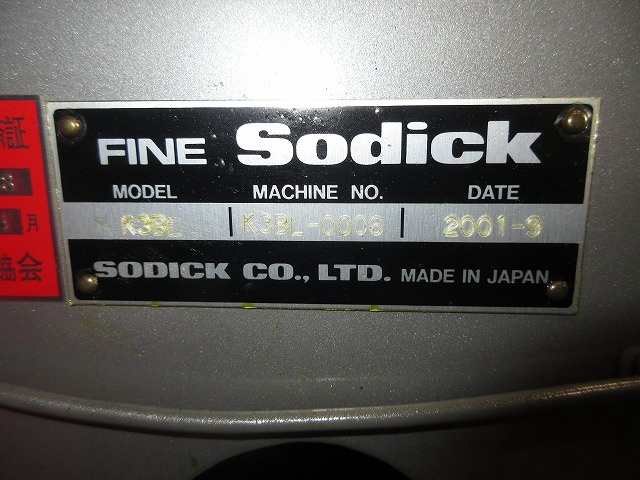 FINE Sodick
MODEL MACHINE NO. DATE
K3BL K3BL-0006 2001-9
SODICK CO., LTD. MADE IN JAPAN
証
3
月
協会